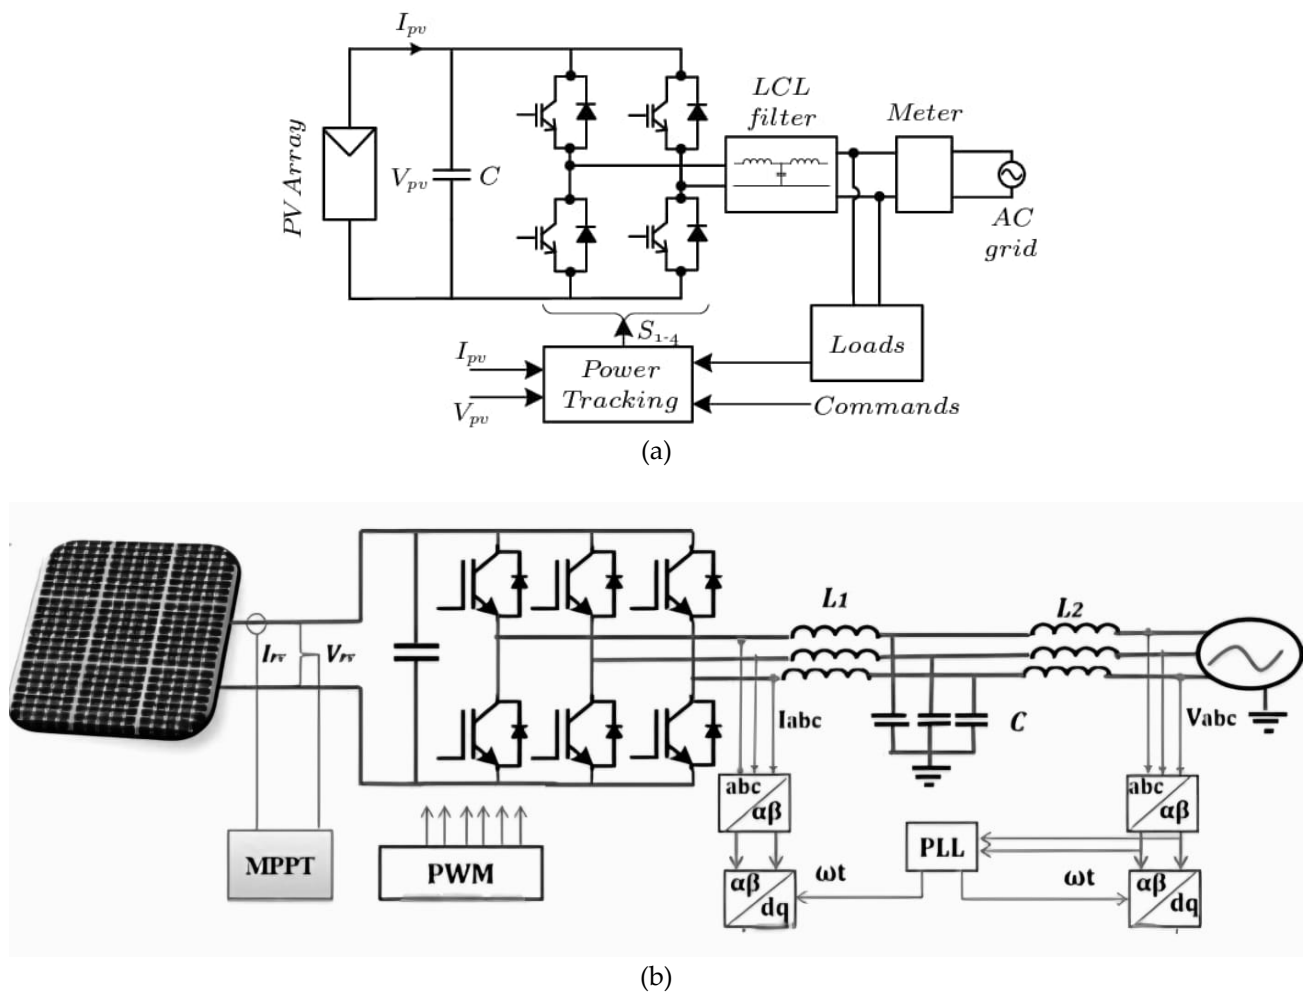 I_pv
LCL
filter
Meter
PV Array
V_pv
C
AC
grid
S_1-4
I_pv
Power
Tracking
V_pv
Loads
Commands
(a)
L1
L2
I_PV
V_PV
Iabc
C
Vabc
abc
αβ
abc
αβ
MPPT
PWM
PLL
αβ
dq
ωt
ωt
αβ
dq
(b)